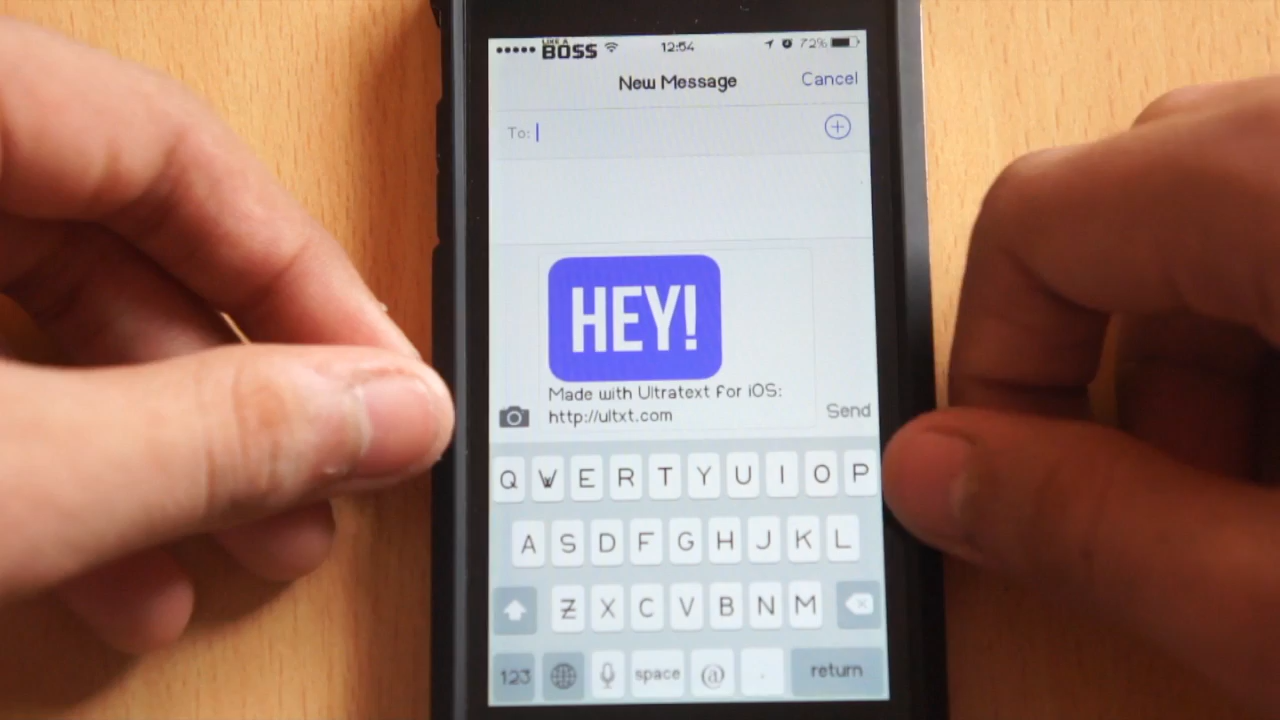 LIKE A
BOSS 12:54 72%
New Message Cancel
To:
HEY!
Made with Ultratext for iOS:
http://ultxt.com
Send
Q W E R T Y U I O P
A S D F G H J K L
Z X C V B N M
123 space @ . return